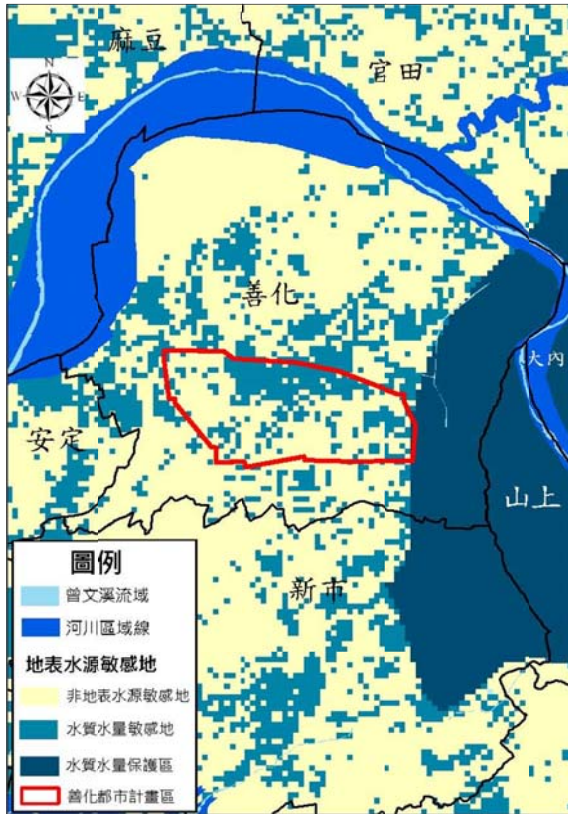 麻豆
官田
N
W
E
S
善化
大內
安定
山上
新市
圖例
曾文溪流域
河川區域線
地表水源敏感地
非地表水源敏感地
水質水量敏感地
水質水量保護區
善化都市計畫區